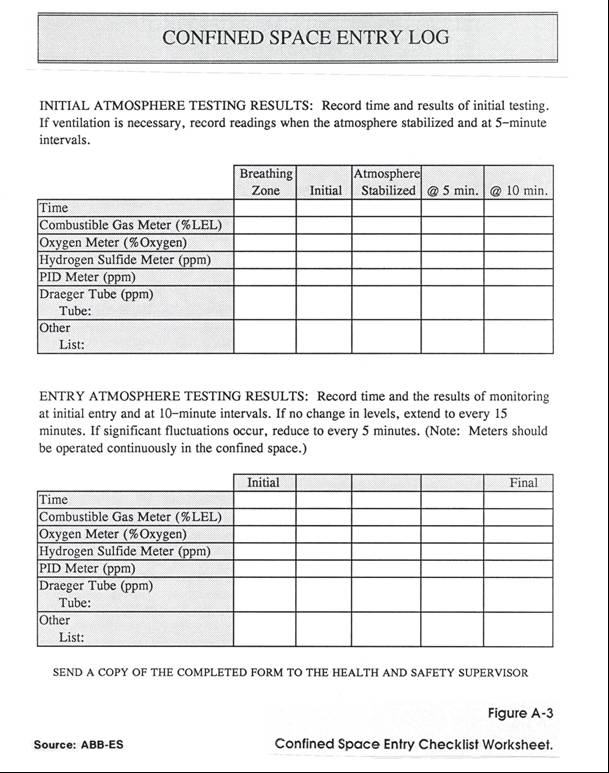 CONFINED SPACE ENTRY LOG
INITIAL ATMOSPHERE TESTING RESULTS: Record time and results of initial testing.
If ventilation is necessary, record readings when the atmosphere stabilized and at 5-minute
intervals.
Breathing Zone Initial Atmosphere Stabilized @ 5 min. @ 10 min.
Time
Combustible Gas Meter (%LEL)
Oxygen Meter (%Oxygen)
Hydrogen Sulfide Meter (ppm)
PID Meter (ppm)
Draeger Tube (ppm)
Tube:
Other
List:
ENTRY ATMOSPHERE TESTING RESULTS: Record time and the results of monitoring
at initial entry and at 10-minute intervals. If no change in levels, extend to every 15
minutes. If significant fluctuations occur, reduce to every 5 minutes. (Note: Meters should
be operated continuously in the confined space.)
Initial Final
Time
Combustible Gas Meter (%LEL)
Oxygen Meter (%Oxygen)
Hydrogen Sulfide Meter (ppm)
PID Meter (ppm)
Draeger Tube (ppm)
Tube:
Other
List:
SEND A COPY OF THE COMPLETED FORM TO THE HEALTH AND SAFETY SUPERVISOR
Figure A-3
Source: ABB-ES Confined Space Entry Checklist Worksheet.